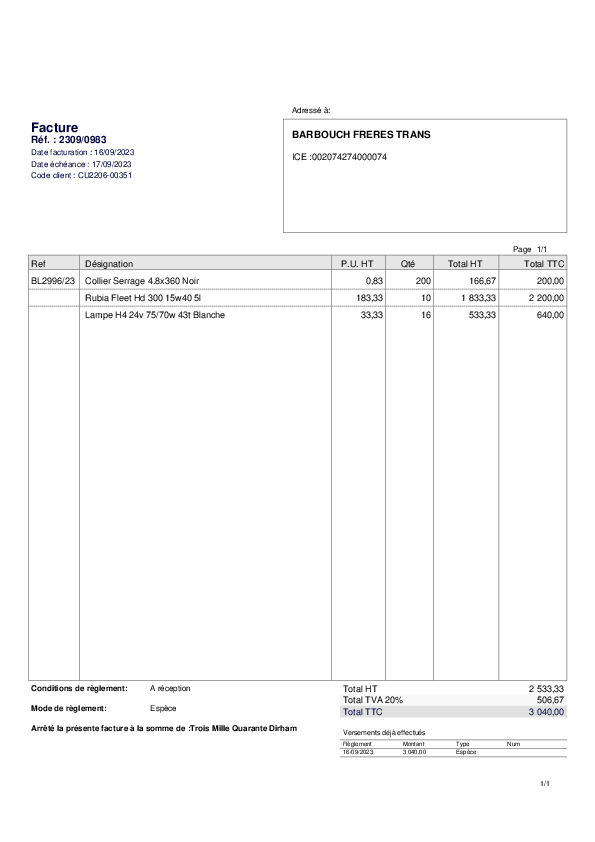 Adressé à:
Facture
Réf. : 2309/0983
Date facturation : 16/09/2023
Date échéance : 17/09/2023
Code client : CU2206-00351
BARBOUCH FRERES TRANS
ICE :002074274000074
Page 1/1
Ref Désignation P.U. HT Qté Total HT Total TTC
BL2996/23 Collier Serrage 4.8x360 Noir 0,83 200 166,67 200,00
Rubia Fleet Hd 300 15w40 5l 183,33 10 1 833,33 2 200,00
Lampe H4 24v 75/70w 43t Blanche 33,33 16 533,33 640,00
Conditions de règlement: A réception
Mode de règlement: Espèce
Arrêté la présente facture à la somme de :Trois Mille Quarante Dirham
Total HT 2 533,33
Total TVA 20% 506,67
Total TTC 3 040,00
Versements déjà effectués
Règlement Montant Type Num
16/09/2023 3 040,00 Espèce
1/1